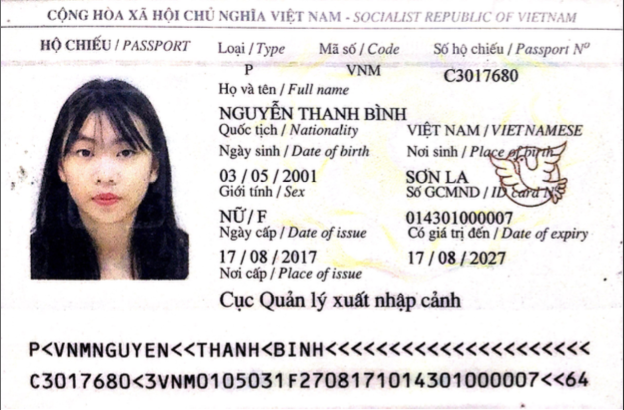 CỘNG HÒA XÃ HỘI CHỦ NGHĨA VIỆT NAM - SOCIALIST REPUBLIC OF VIETNAM
HỘ CHIẾU / PASSPORT Loại / Type Mã số / Code Số hộ chiếu / Passport Nº
P VNM C3017680
Họ và tên / Full name
NGUYỄN THANH BÌNH
Quốc tịch / Nationality VIỆT NAM / VIETNAMESE
Ngày sinh / Date of birth Nơi sinh / Place of birth
03 / 05 / 2001 SƠN LA
Giới tính / Sex Số GCMND / ID card Nº
NỮ / F 014301000007
Ngày cấp / Date of issue Có giá trị đến / Date of expiry
17 / 08 / 2017 17 / 08 / 2027
Nơi cấp / Place of issue
Cục Quản lý xuất nhập cảnh
P<VNMNGUYEN<<THANH<BINH<<<<<<<<<<<<<<<<<<<<<
C3017680<3VNM0105031F2708171014301000007<<64